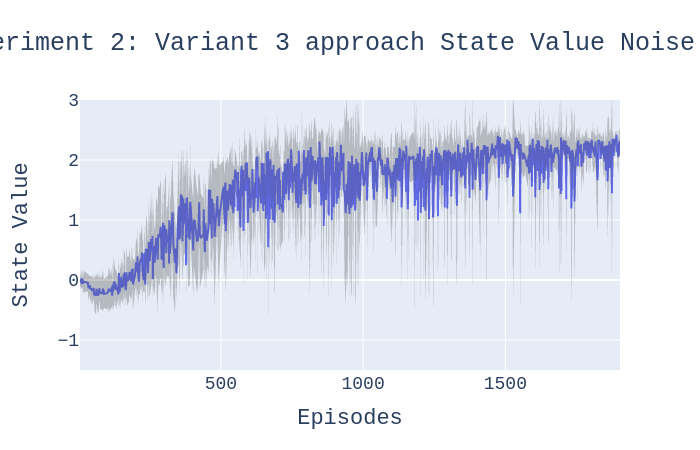 eriment 2: Variant 3 approach State Value Noise
3
2
1
0
−1
State Value
500
1000
1500
Episodes